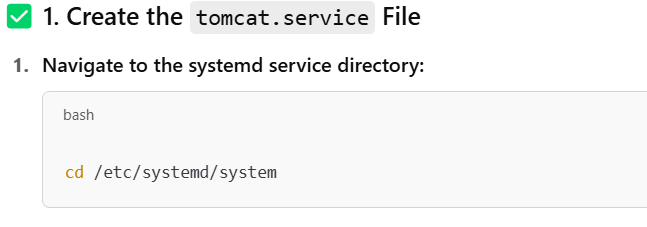 ✅ 1. Create the tomcat.service File
1. Navigate to the systemd service directory:
bash
cd /etc/systemd/system